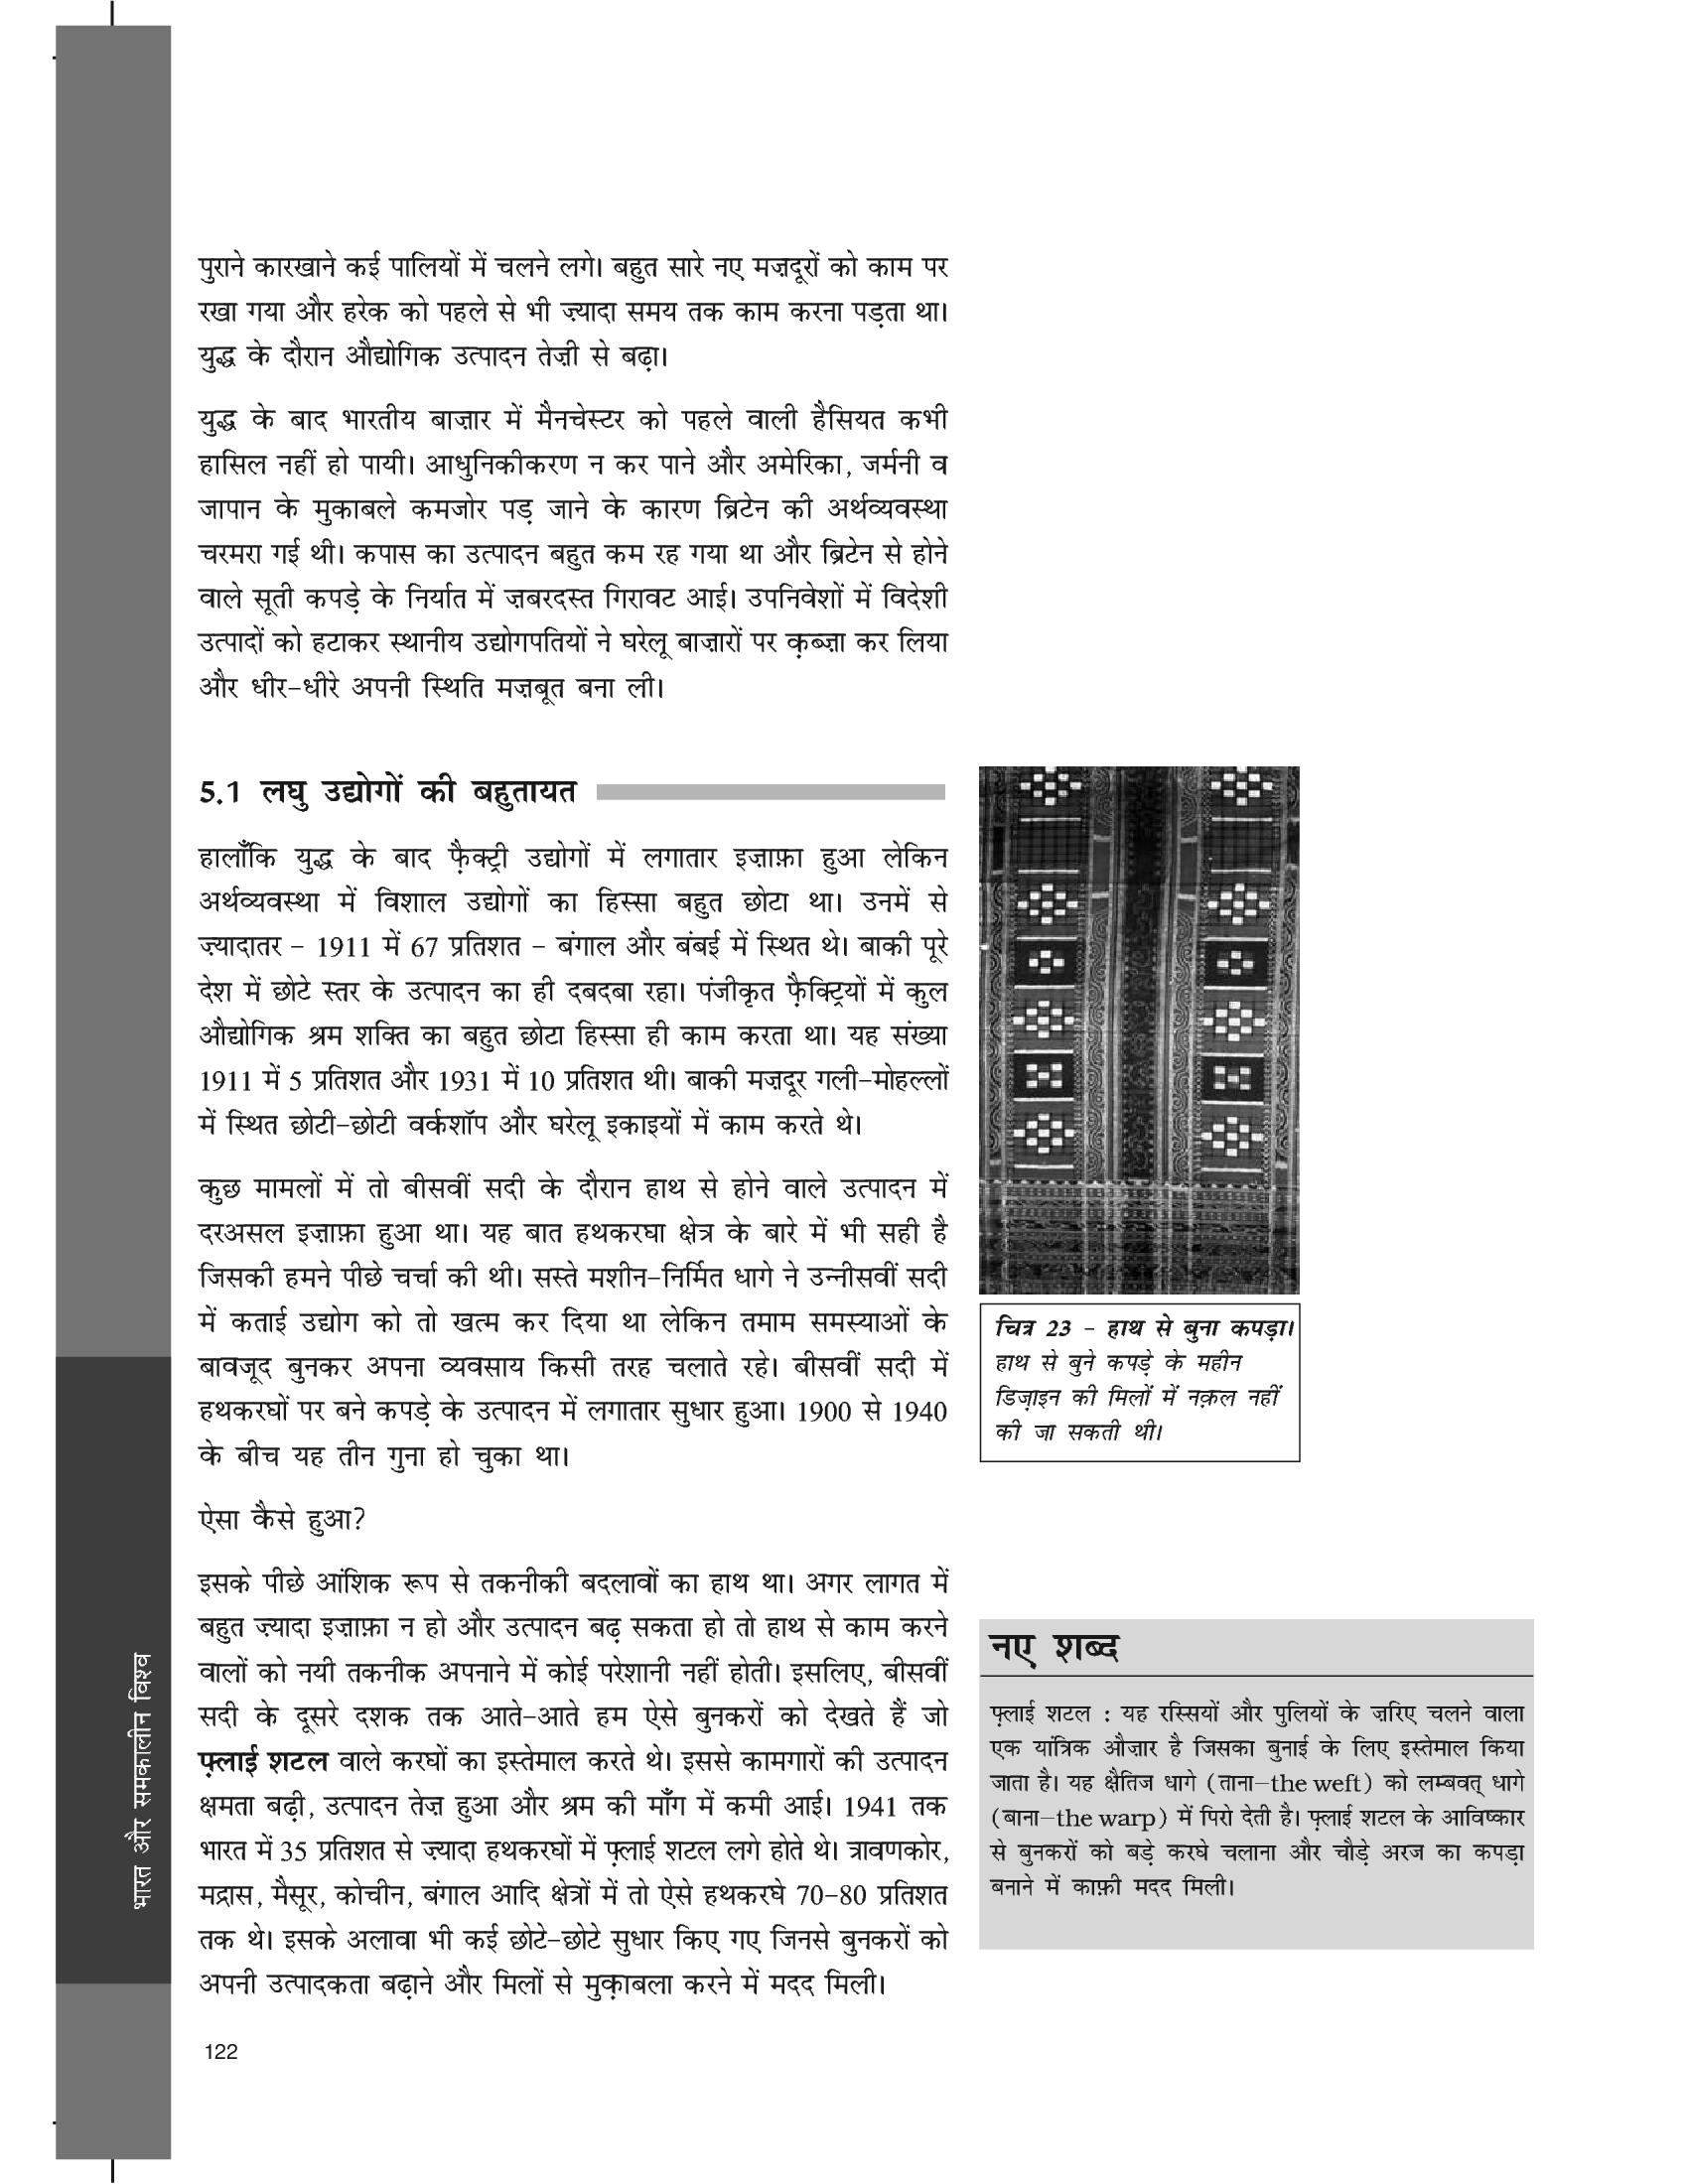 पुराने कारखाने कई पालियों में चलने लगे। बहुत सारे नए मज़दूरों को काम पर
रखा गया और हरेक को पहले से भी ज़्यादा समय तक काम करना पड़ता था।
युद्ध के दौरान औद्योगिक उत्पादन तेज़ी से बढ़ा।
युद्ध के बाद भारतीय बाज़ार में मैनचेस्टर को पहले वाली हैसियत कभी
हासिल नहीं हो पायी। आधुनिकीकरण न कर पाने और अमेरिका, जर्मनी व
जापान के मुकाबले कमजोर पड़ जाने के कारण ब्रिटेन की अर्थव्यवस्था
चरमरा गई थी। कपास का उत्पादन बहुत कम रह गया था और ब्रिटेन से होने
वाले सूती कपड़े के निर्यात में ज़बरदस्त गिरावट आई। उपनिवेशों में विदेशी
उत्पादों को हटाकर स्थानीय उद्योगपतियों ने घरेलू बाज़ारों पर क़ब्ज़ा कर लिया
और धीर-धीरे अपनी स्थिति मज़बूत बना ली।
5.1 लघु उद्योगों की बहुतायत
हालाँकि युद्ध के बाद फ़ैक्ट्री उद्योगों में लगातार इज़ाफ़ा हुआ लेकिन
अर्थव्यवस्था में विशाल उद्योगों का हिस्सा बहुत छोटा था। उनमें से
ज़्यादातर - 1911 में 67 प्रतिशत - बंगाल और बंबई में स्थित थे। बाकी पूरे
देश में छोटे स्तर के उत्पादन का ही दबदबा रहा। पंजीकृत फ़ैक्ट्रियों में कुल
औद्योगिक श्रम शक्ति का बहुत छोटा हिस्सा ही काम करता था। यह संख्या
1911 में 5 प्रतिशत और 1931 में 10 प्रतिशत थी। बाकी मज़दूर गली-मोहल्लों
में स्थित छोटी-छोटी वर्कशॉप और घरेलू इकाइयों में काम करते थे।
कुछ मामलों में तो बीसवीं सदी के दौरान हाथ से होने वाले उत्पादन में
दरअसल इज़ाफ़ा हुआ था। यह बात हथकरघा क्षेत्र के बारे में भी सही है
जिसकी हमने पीछे चर्चा की थी। सस्ते मशीन-निर्मित धागे ने उन्नीसवीं सदी
में कताई उद्योग को तो खत्म कर दिया था लेकिन तमाम समस्याओं के
बावजूद बुनकर अपना व्यवसाय किसी तरह चलाते रहे। बीसवीं सदी में
हथकरघों पर बने कपड़े के उत्पादन में लगातार सुधार हुआ। 1900 से 1940
के बीच यह तीन गुना हो चुका था।
ऐसा कैसे हुआ?
इसके पीछे आंशिक रूप से तकनीकी बदलावों का हाथ था। अगर लागत में
बहुत ज़्यादा इज़ाफ़ा न हो और उत्पादन बढ़ सकता हो तो हाथ से काम करने
वालों को नयी तकनीक अपनाने में कोई परेशानी नहीं होती। इसलिए, बीसवीं
सदी के दूसरे दशक तक आते-आते हम ऐसे बुनकरों को देखते हैं जो
फ़्लाई शटल वाले करघों का इस्तेमाल करते थे। इससे कामगारों की उत्पादन
क्षमता बढ़ी, उत्पादन तेज़ हुआ और श्रम की माँग में कमी आई। 1941 तक
भारत में 35 प्रतिशत से ज़्यादा हथकरघों में फ़्लाई शटल लगे होते थे। त्रावणकोर,
मद्रास, मैसूर, कोचीन, बंगाल आदि क्षेत्रों में तो ऐसे हथकरघे 70-80 प्रतिशत
तक थे। इसके अलावा भी कई छोटे-छोटे सुधार किए गए जिनसे बुनकरों को
अपनी उत्पादकता बढ़ाने और मिलों से मुक़ाबला करने में मदद मिली।
चित्र 23 - हाथ से बुना कपड़ा।
हाथ से बुने कपड़े के महीन
डिज़ाइन की मिलों में नक़ल नहीं
की जा सकती थी।
नए शब्द
फ़्लाई शटल : यह रस्सियों और पुलियों के ज़रिए चलने वाला
एक यांत्रिक औज़ार है जिसका बुनाई के लिए इस्तेमाल किया
जाता है। यह क्षैतिज धागे (ताना–the weft) को लम्बवत् धागे
(बाना–the warp) में पिरो देती है। फ़्लाई शटल के आविष्कार
से बुनकरों को बड़े करघे चलाना और चौड़े अरज का कपड़ा
बनाने में काफ़ी मदद मिली।
भारत और समकालीन विश्व
122